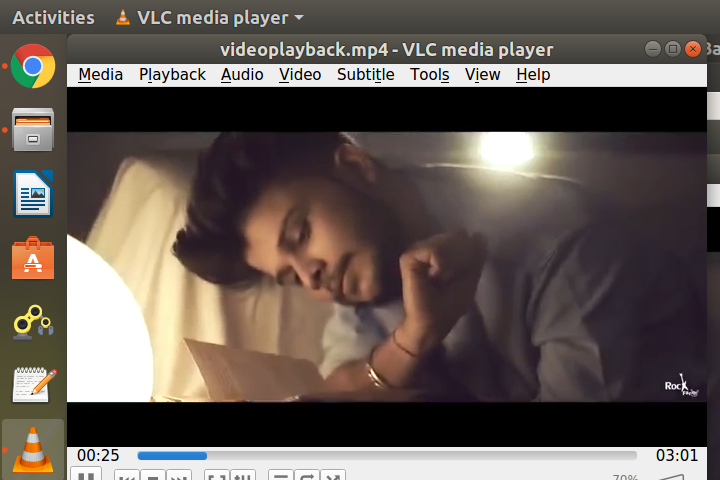 Activities VLC media player
videoplayback.mp4 - VLC media player
Media Playback Audio Video Subtitle Tools View Help
Rock
00:25 03:01
70%